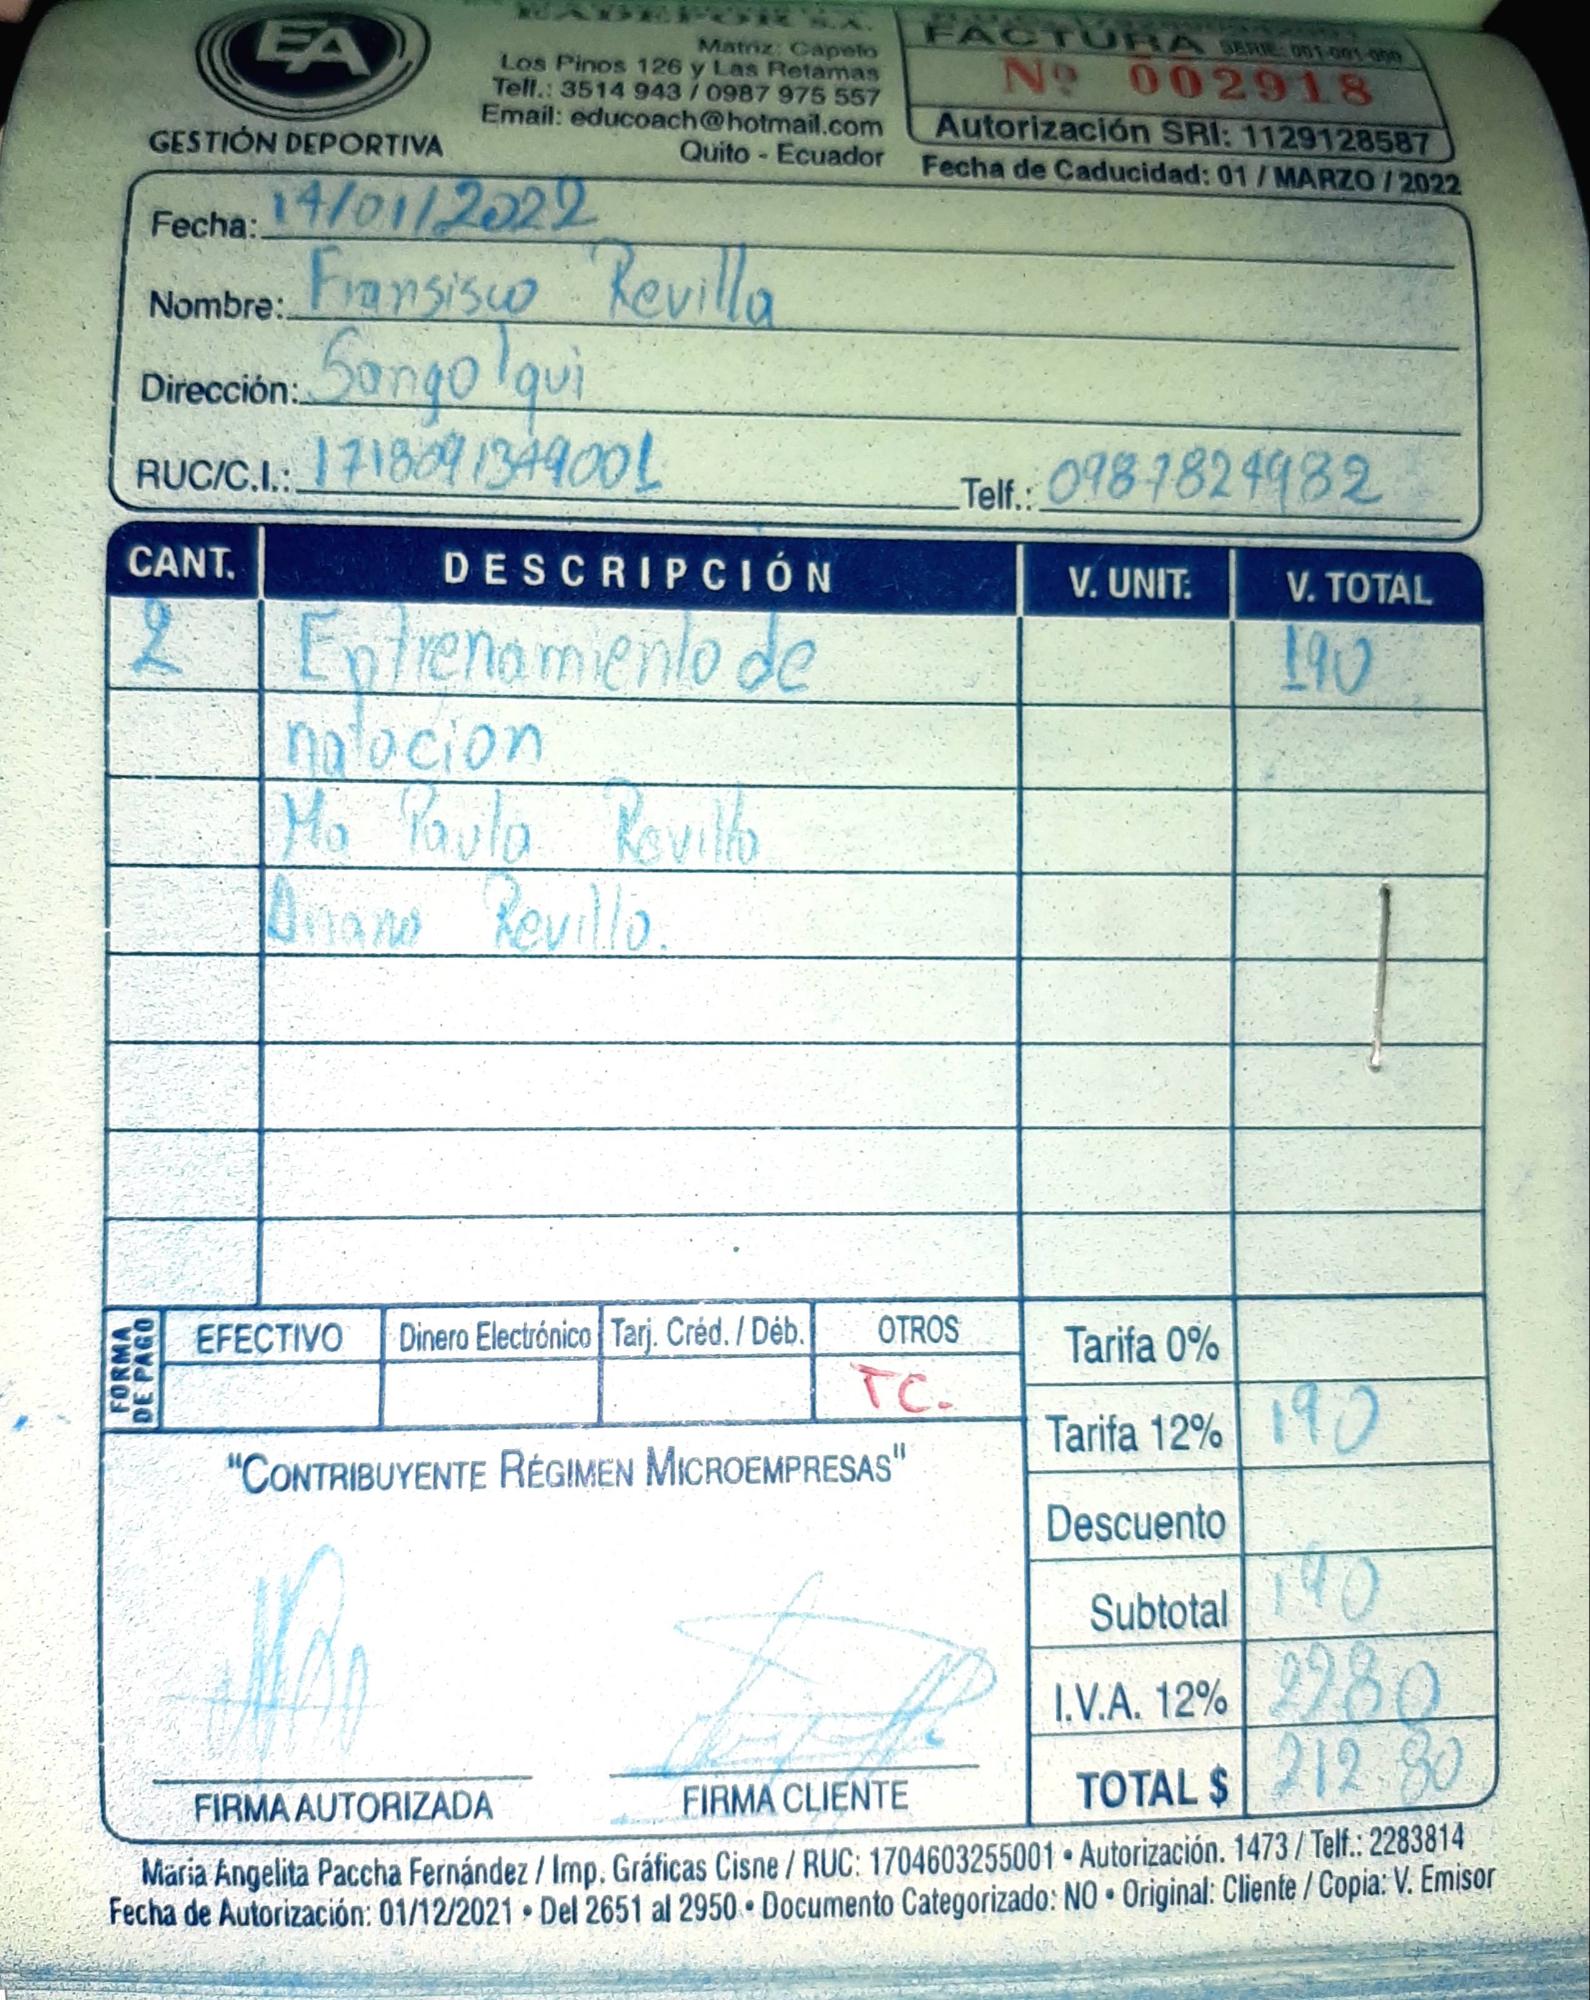 EA
GESTIÓN DEPORTIVA
EADEPOR S.A.
Matriz: Capelo
Los Pinos 126 y Las Retamas
Telf.: 3514 943 / 0987 975 557
Email: educoach@hotmail.com
Quito - Ecuador
FACTURA SERIE: 001-001-000
Nº 002918
Autorización SRI: 1129128587
Fecha de Caducidad: 01 / MARZO / 2022
Fecha: 14/01/2022
Nombre: Fransisco Revilla
Dirección: Sangolqui
RUC/C.I.: 1718091349001 Telf.: 0987824982
CANT. DESCRIPCIÓN V. UNIT: V. TOTAL
2 Entrenamiento de 190
natacion
Ma Paula Revilla
Revilla.
FORMA DE PAGO EFECTIVO Dinero Electrónico Tarj. Créd. / Déb. OTROS
TC.
Tarifa 0%
Tarifa 12% 190
Descuento
Subtotal 190
I.V.A. 12% 2280
TOTAL $ 212 80
"CONTRIBUYENTE RÉGIMEN MICROEMPRESAS"
FIRMA AUTORIZADA FIRMA CLIENTE
Maria Angelita Paccha Fernández / Imp. Gráficas Cisne / RUC: 1704603255001 • Autorización. 1473 / Telf.: 2283814
Fecha de Autorización: 01/12/2021 • Del 2651 al 2950 • Documento Categorizado: NO • Original: Cliente / Copia: V. Emisor